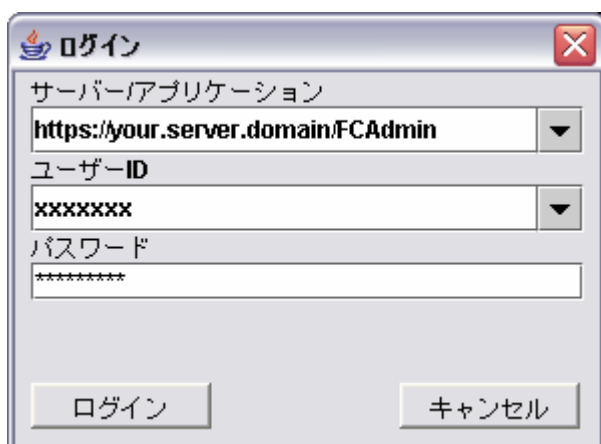 ログイン
サーバー/アプリケーション
https://your.server.domain/FCAdmin
ユーザーID
xxxxxxx
パスワード
*********
ログイン キャンセル